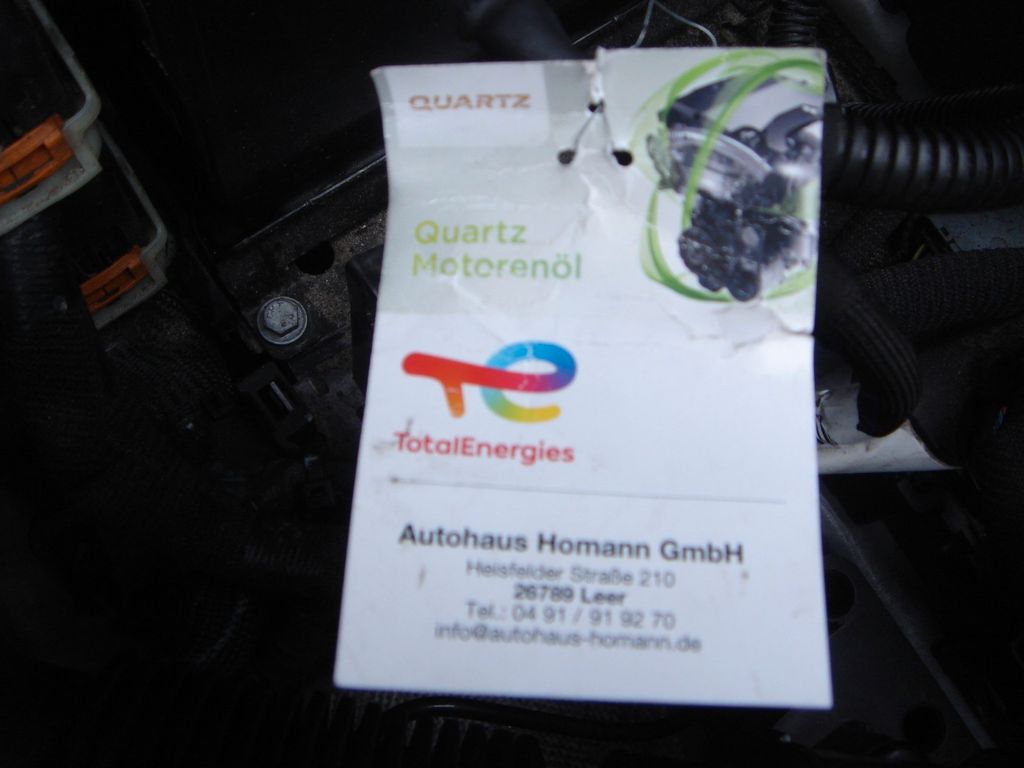 QUARTZ
Quartz
Motorenöl
TotalEnergies
Autohaus Homann GmbH
Heisfelder Straße 210
26789 Leer
Tel.: 04 91 / 91 92 70
info@autohaus-homann.de